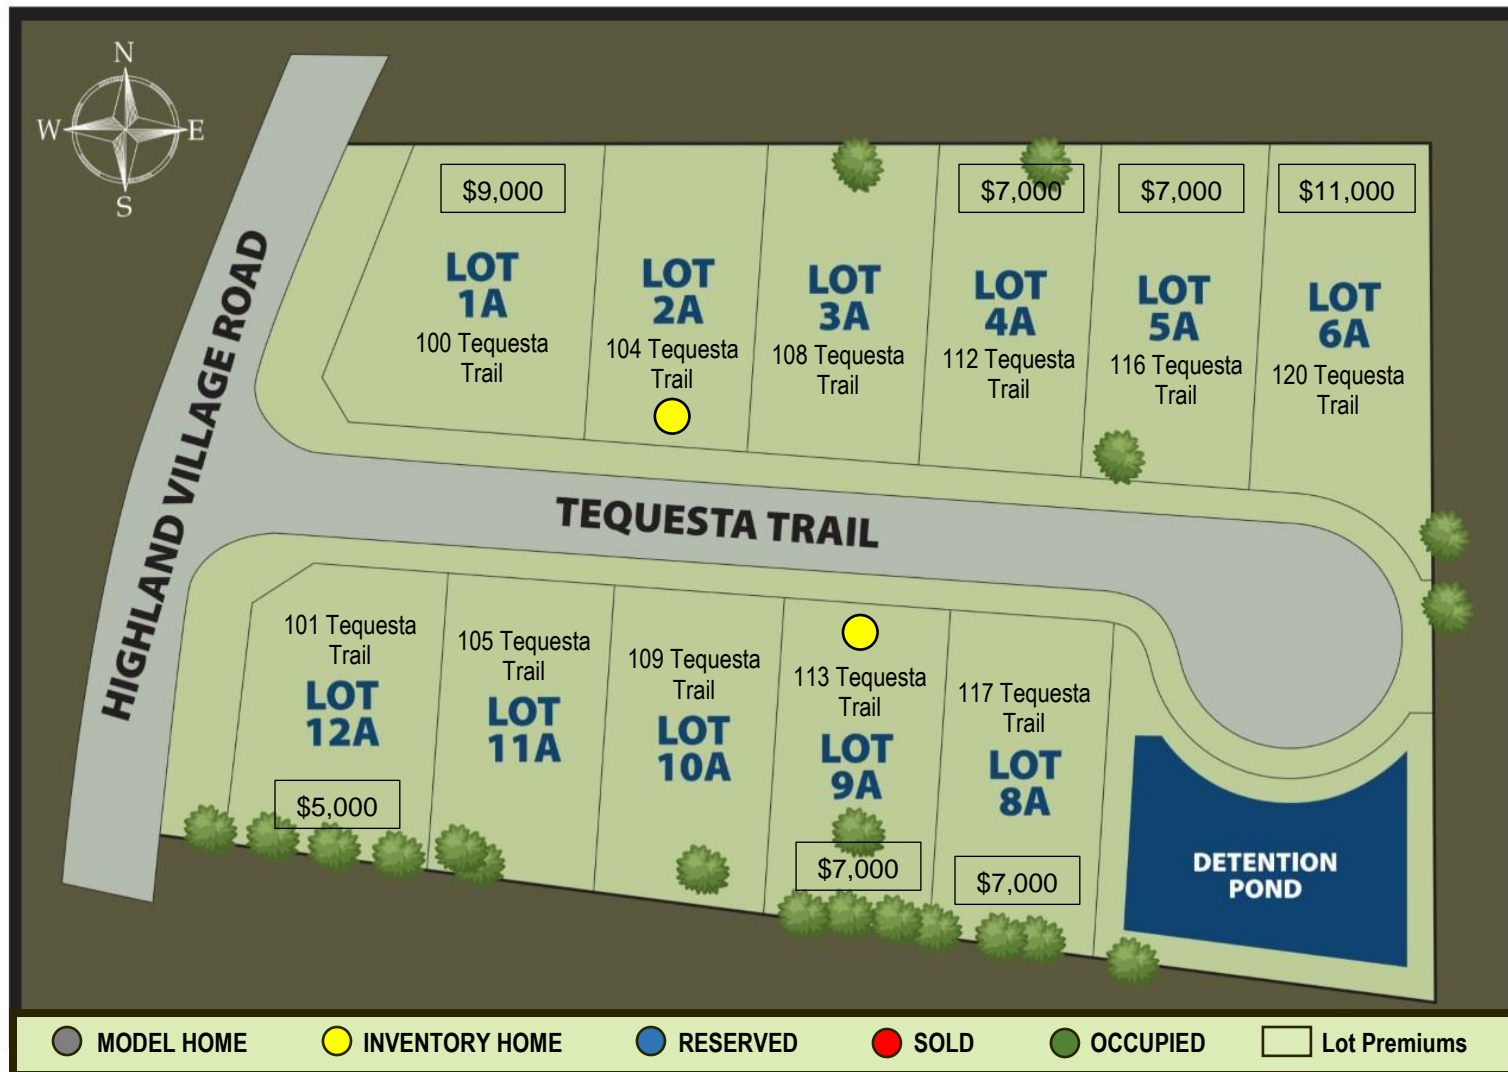 N
W
E
S
$9,000
$7,000
$7,000
$11,000
LOT
1A
100 Tequesta
Trail
LOT
2A
104 Tequesta
Trail
LOT
3A
108 Tequesta
Trail
LOT
4A
112 Tequesta
Trail
LOT
5A
116 Tequesta
Trail
LOT
6A
120 Tequesta
Trail
HIGHLAND VILLAGE ROAD
TEQUESTA TRAIL
101 Tequesta
Trail
LOT
12A
$5,000
105 Tequesta
Trail
LOT
11A
109 Tequesta
Trail
LOT
10A
113 Tequesta
Trail
LOT
9A
$7,000
117 Tequesta
Trail
LOT
8A
$7,000
DETENTION
POND
MODEL HOME
INVENTORY HOME
RESERVED
SOLD
OCCUPIED
Lot Premiums